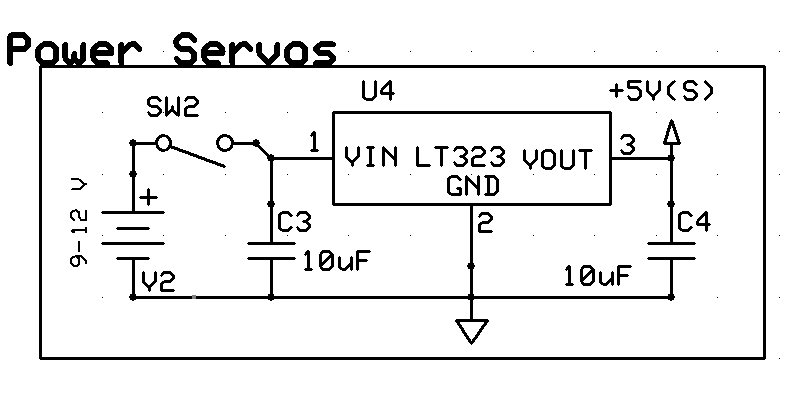 Power Servos
U4
+5V(S)
SW2
1
VIN LT323 VOUT
3
GND
9-12 V
+
C3
2
C4
10uF
10uF
V2